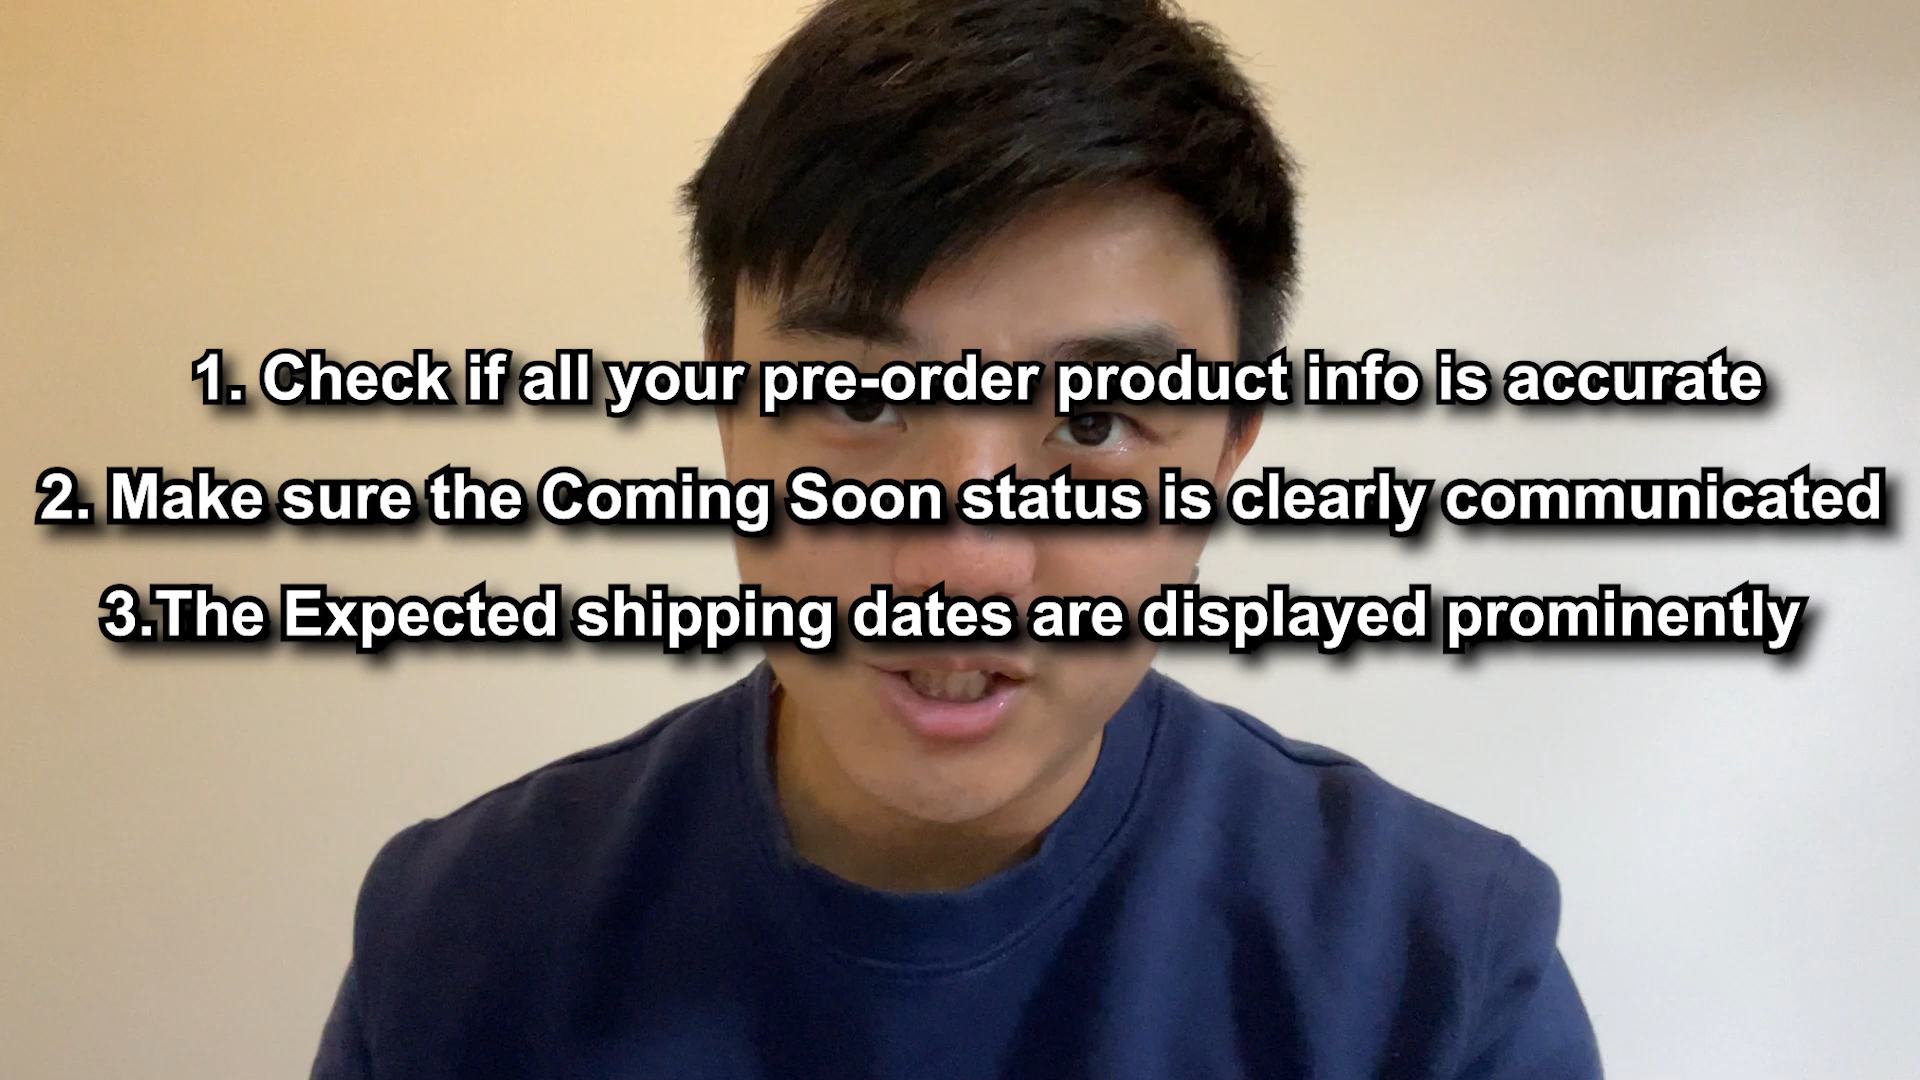 1. Check if all your pre-order product info is accurate
2. Make sure the Coming Soon status is clearly communicated
3.The Expected shipping dates are displayed prominently